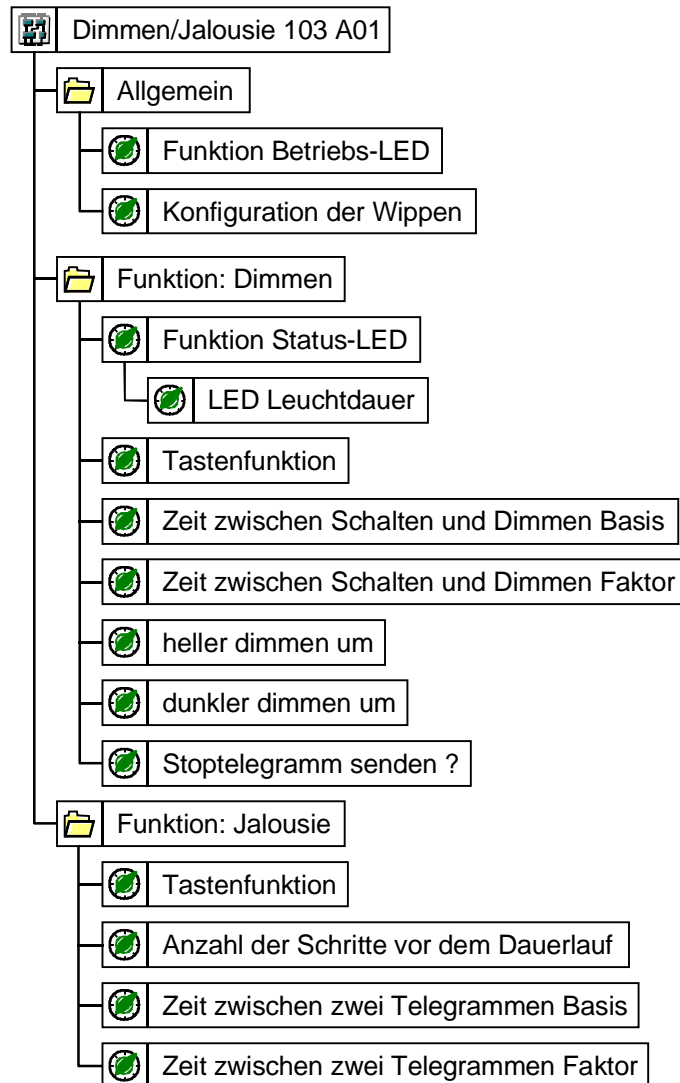 Dimmen/Jalousie 103 A01
Allgemein
Funktion Betriebs-LED
Konfiguration der Wippen
Funktion: Dimmen
Funktion Status-LED
LED Leuchtdauer
Tastenfunktion
Zeit zwischen Schalten und Dimmen Basis
Zeit zwischen Schalten und Dimmen Faktor
heller dimmen um
dunkler dimmen um
Stoptelegramm senden ?
Funktion: Jalousie
Tastenfunktion
Anzahl der Schritte vor dem Dauerlauf
Zeit zwischen zwei Telegrammen Basis
Zeit zwischen zwei Telegrammen Faktor